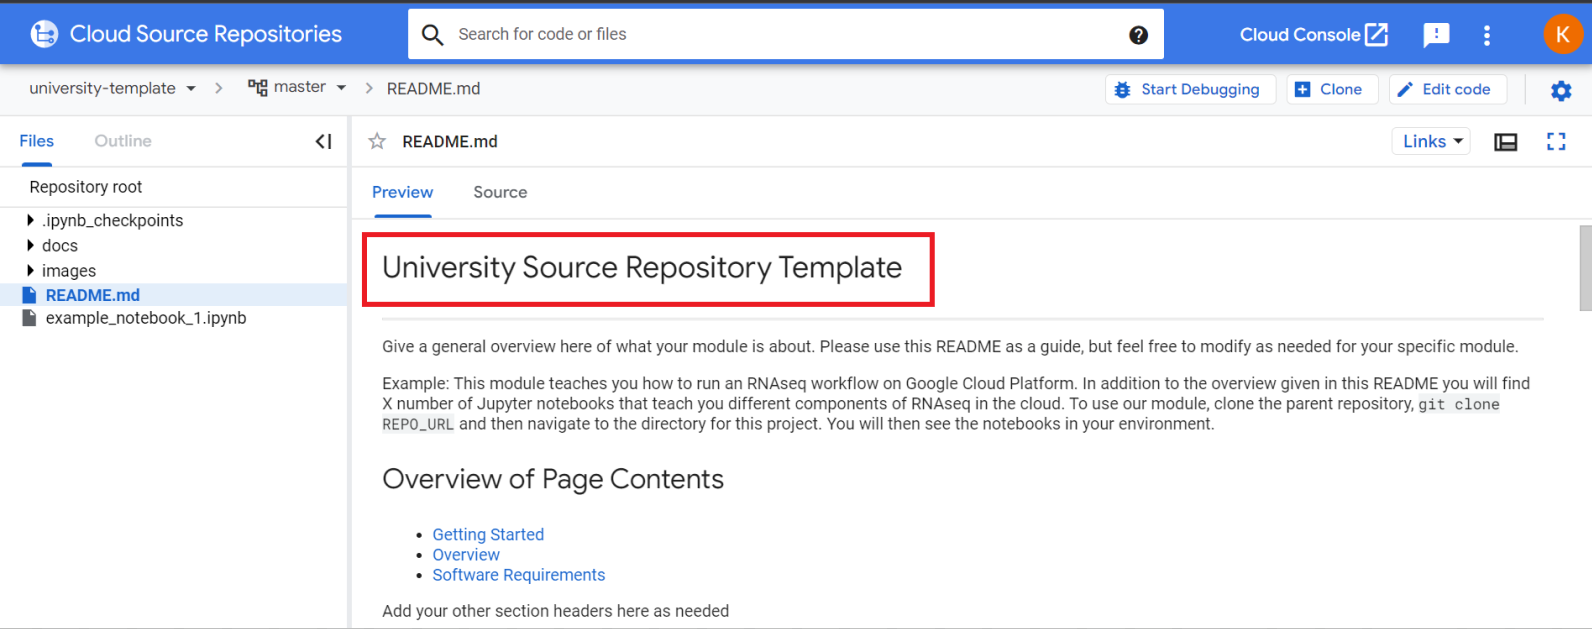 Cloud Source Repositories
Search for code or files
?
Cloud Console
!
K
university-template
master
README.md
Start Debugging
Clone
Edit code
Files
Outline
README.md
Links
Repository root
Preview
Source
.ipynb_checkpoints
docs
images
README.md
example_notebook_1.ipynb
University Source Repository Template
Give a general overview here of what your module is about. Please use this README as a guide, but feel free to modify as needed for your specific module.
Example: This module teaches you how to run an RNAseq workflow on Google Cloud Platform. In addition to the overview given in this README you will find
X number of Jupyter notebooks that teach you different components of RNAseq in the cloud. To use our module, clone the parent repository, git clone
REPO_URL and then navigate to the directory for this project. You will then see the notebooks in your environment.
Overview of Page Contents
• Getting Started
• Overview
• Software Requirements
Add your other section headers here as needed